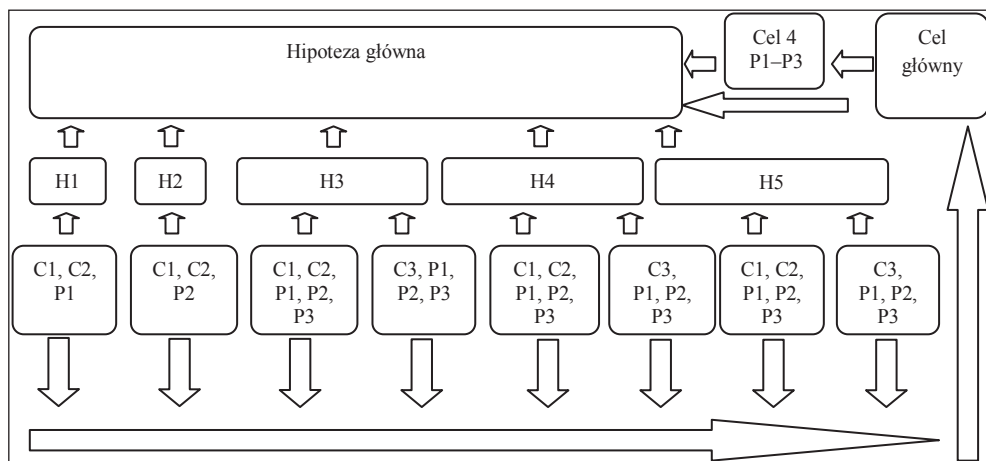 Hipoteza główna
Cel 4
P1–P3
Cel
główny
H1
H2
H3
H4
H5
C1, C2,
P1
C1, C2,
P2
C1, C2,
P1, P2,
P3
C3, P1,
P2, P3
C1, C2,
P1, P2,
P3
C3,
P1, P2,
P3
C1, C2,
P1, P2,
P3
C3,
P1, P2,
P3